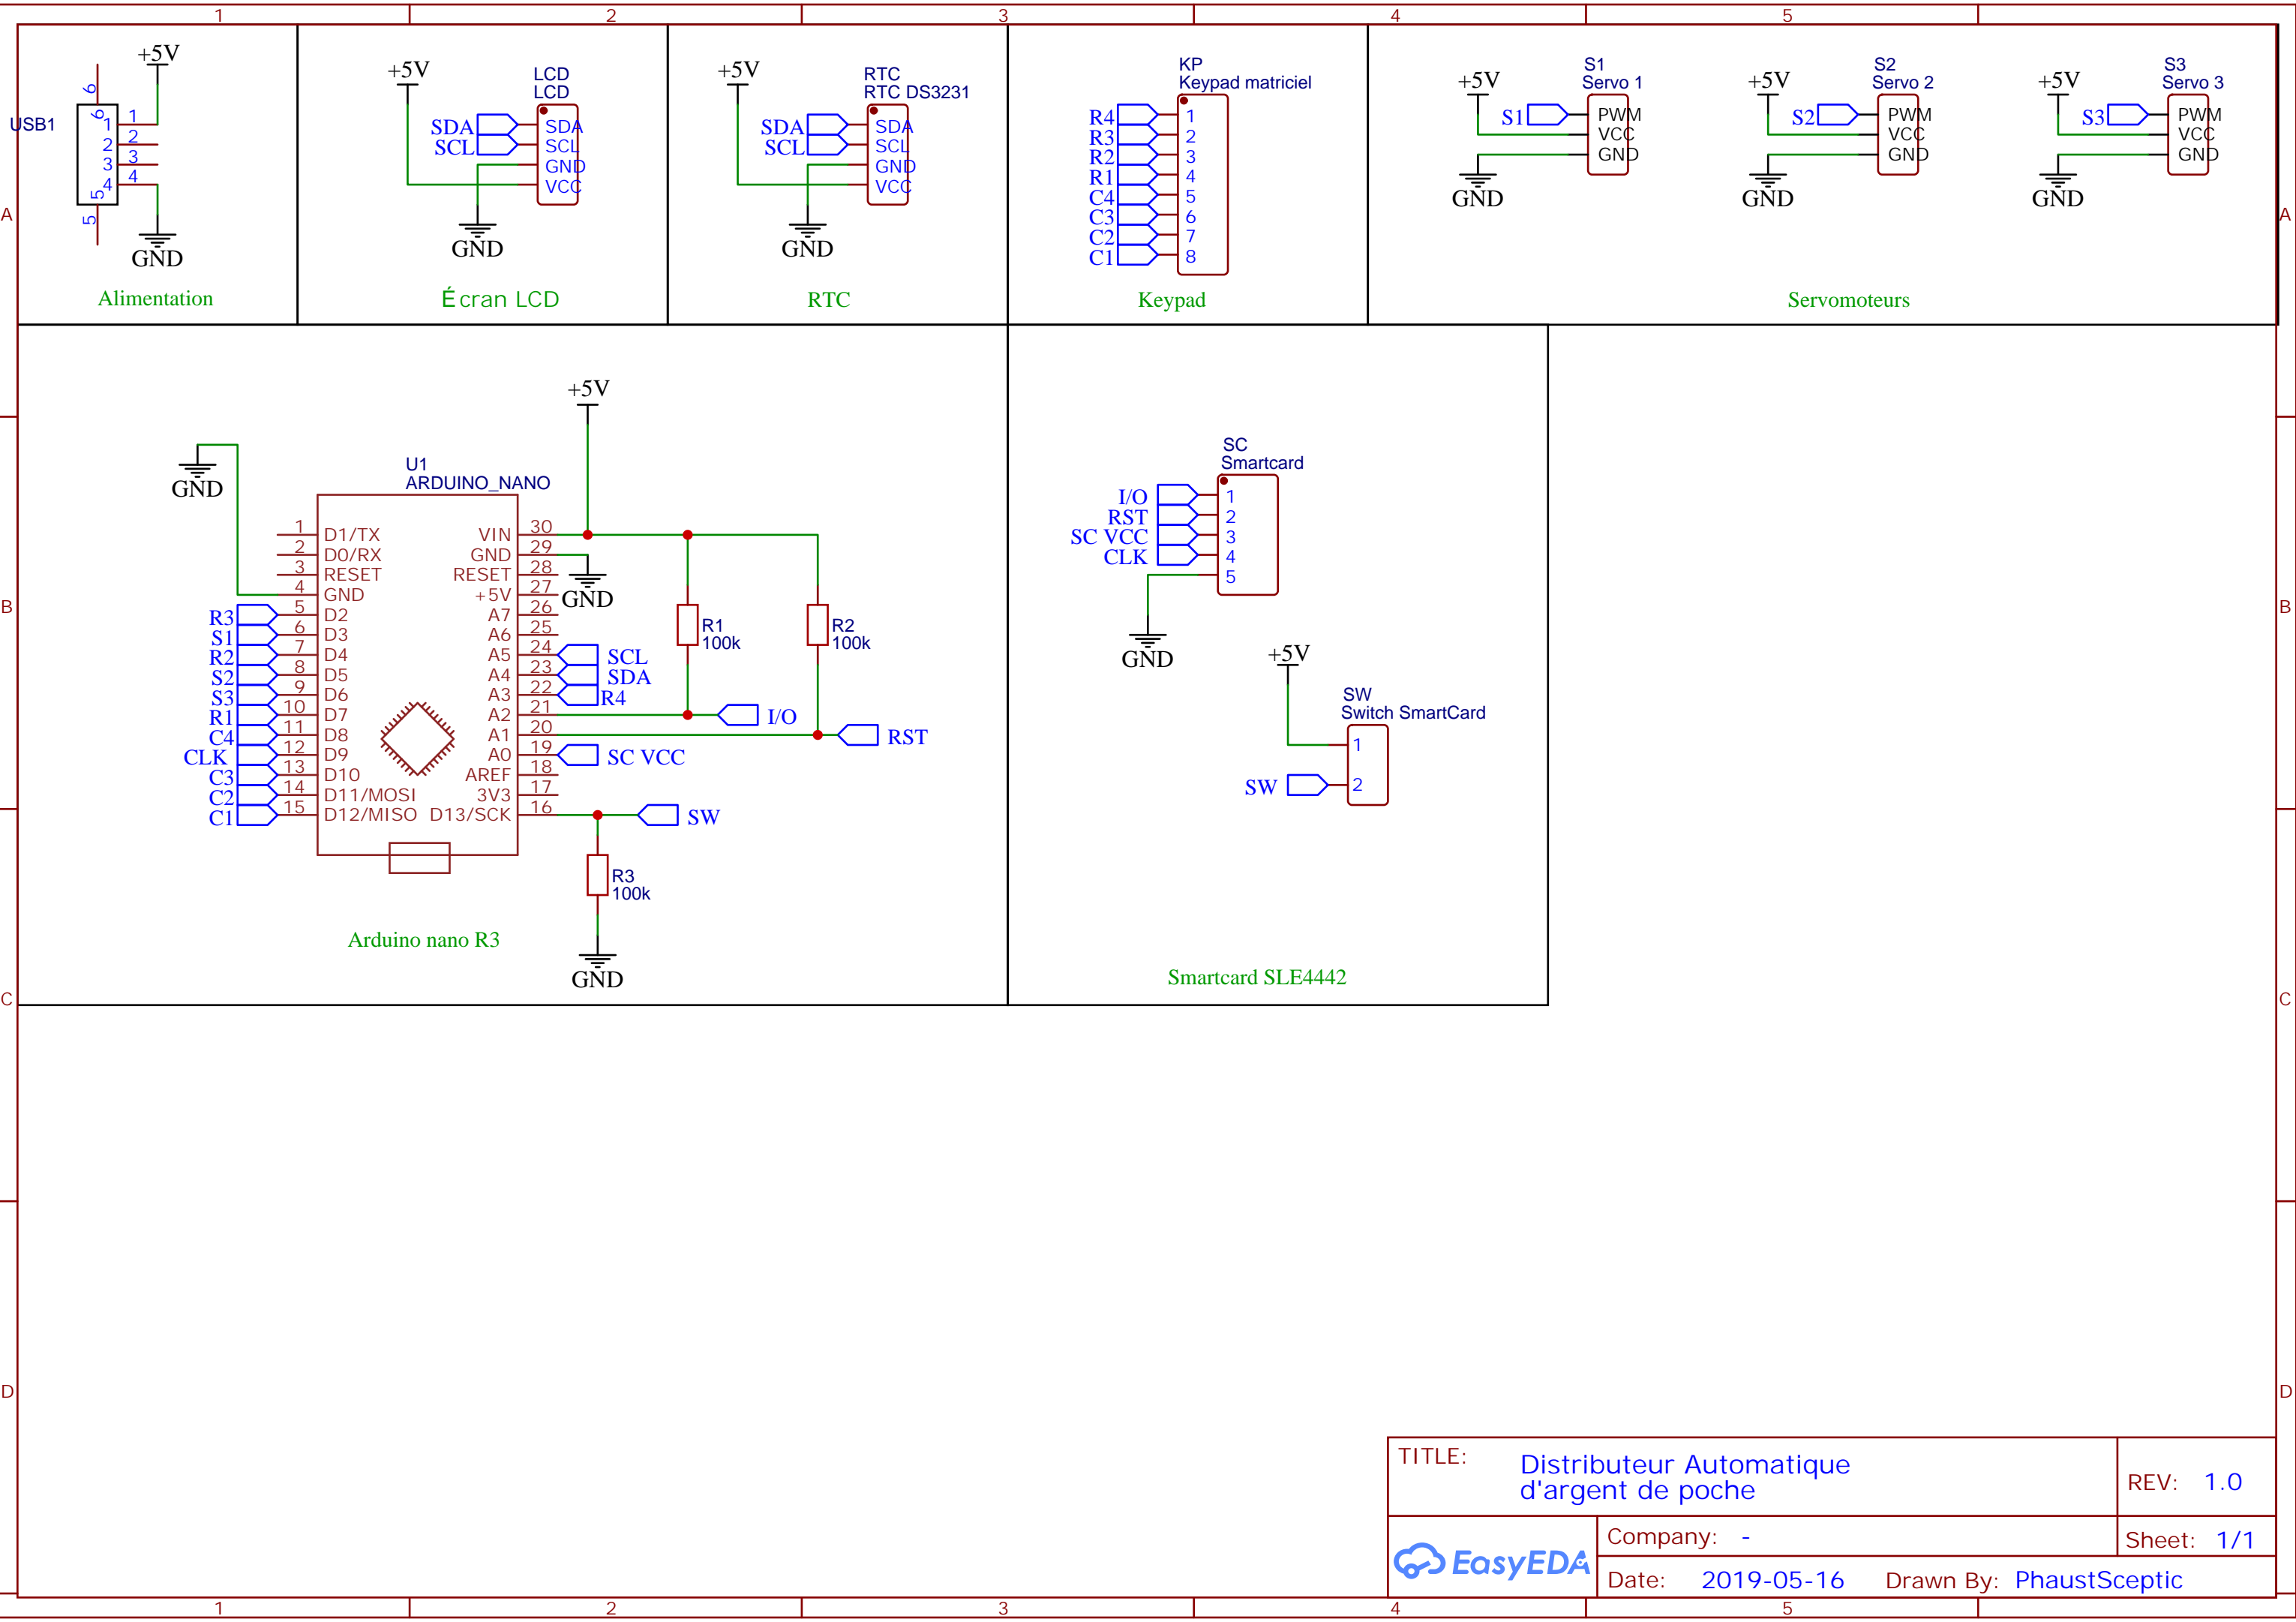 1 2 3 4 5
A
B
C
D
A
B
C
D
1 2 3 4 5
USB1
+5V
6
6
1 1
2 2
3 3
4 4
5
5
GND
Alimentation
+5V
LCD
LCD
SDA SDA
SCL SCL
GND
VCC
GND
Écran LCD
+5V
RTC
RTC DS3231
SDA SDA
SCL SCL
GND
VCC
GND
RTC
KP
Keypad matriciel
R4 1
R3 2
R2 3
R1 4
C4 5
C3 6
C2 7
C1 8
Keypad
+5V
S1
Servo 1
S1 PWM
VCC
GND
GND
+5V
S2
Servo 2
S2 PWM
VCC
GND
GND
+5V
S3
Servo 3
S3 PWM
VCC
GND
GND
Servomoteurs
+5V
GND
U1
ARDUINO_NANO
1 D1/TX VIN 30
2 D0/RX GND 29
3 RESET RESET 28
4 GND +5V 27
R3 5 D2 A7 26
S1 6 D3 A6 25
R2 7 D4 A5 24 SCL
S2 8 D5 A4 23 SDA
S3 9 D6 A3 22 R4
R1 10 D7 A2 21 I/O
C4 11 D8 A1 20 RST
CLK 12 D9 A0 19 SC VCC
C3 13 D10 AREF 18
C2 14 D11/MOSI 3V3 17
C1 15 D12/MISO D13/SCK 16 SW
GND
R1
100k
R2
100k
R3
100k
GND
Arduino nano R3
SC
Smartcard
I/O 1
RST 2
SC VCC 3
CLK 4
5
GND
+5V
SW
Switch SmartCard
1
SW 2
Smartcard SLE4442
TITLE:
Distributeur Automatique
d'argent de poche
REV: 1.0
EasyEDA
Company: -
Sheet: 1/1
Date: 2019-05-16 Drawn By: PhaustSceptic